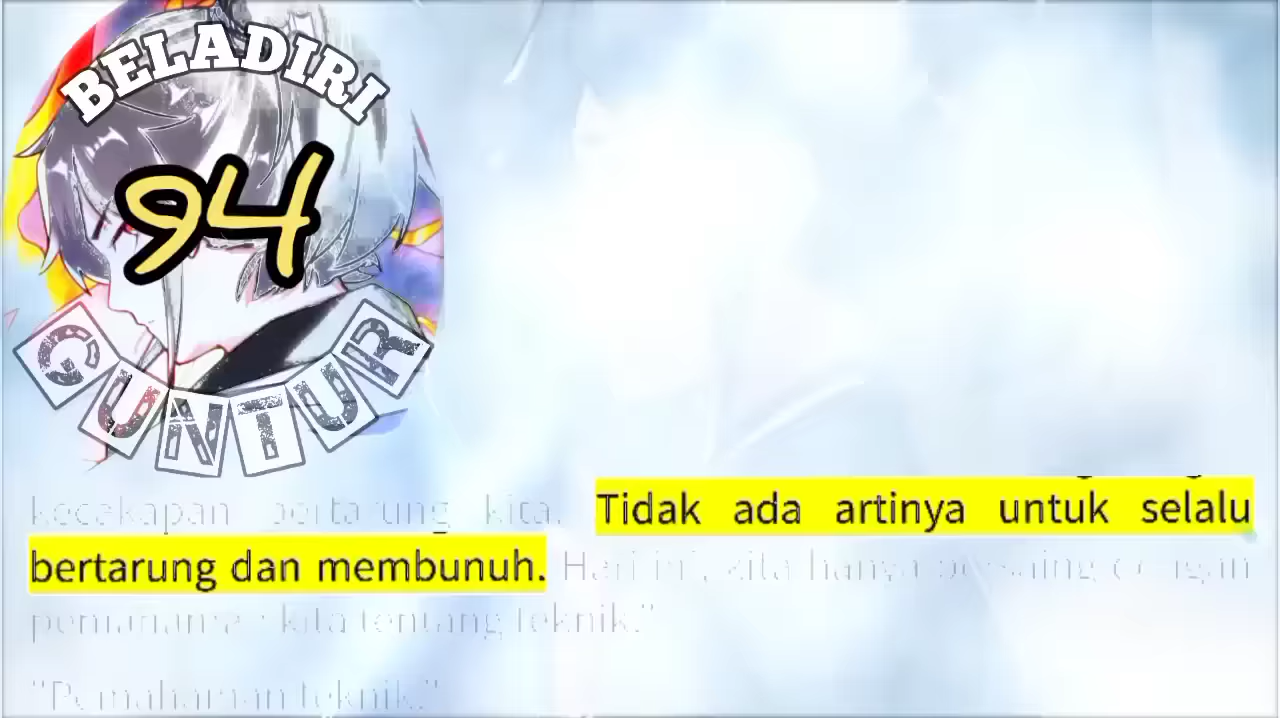 BELADIRI
94
GUNTUR
kecakapan bertarung kita. Tidak ada artinya untuk selalu
bertarung dan membunuh. Hari ini, kita hanya bersaing dengan
pemahaman kita tentang teknik."
"Pemahaman teknik."